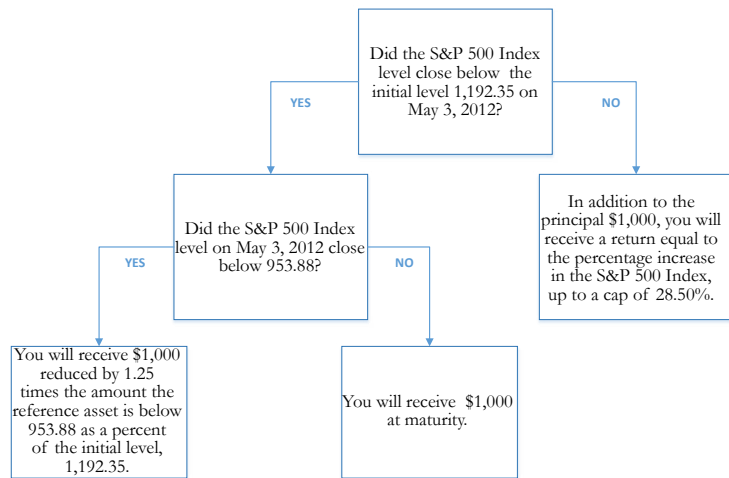 Did the S&P 500 Index
level close below the
initial level 1,192.35 on
May 3, 2012?
YES
NO
Did the S&P 500 Index
level on May 3, 2012 close
below 953.88?
In addition to the
principal $1,000, you will
receive a return equal to
the percentage increase
in the S&P 500 Index,
up to a cap of 28.50%.
YES
NO
You will receive $1,000
reduced by 1.25
times the amount the
reference asset is below
953.88 as a percent
of the initial level,
1,192.35.
You will receive $1,000
at maturity.